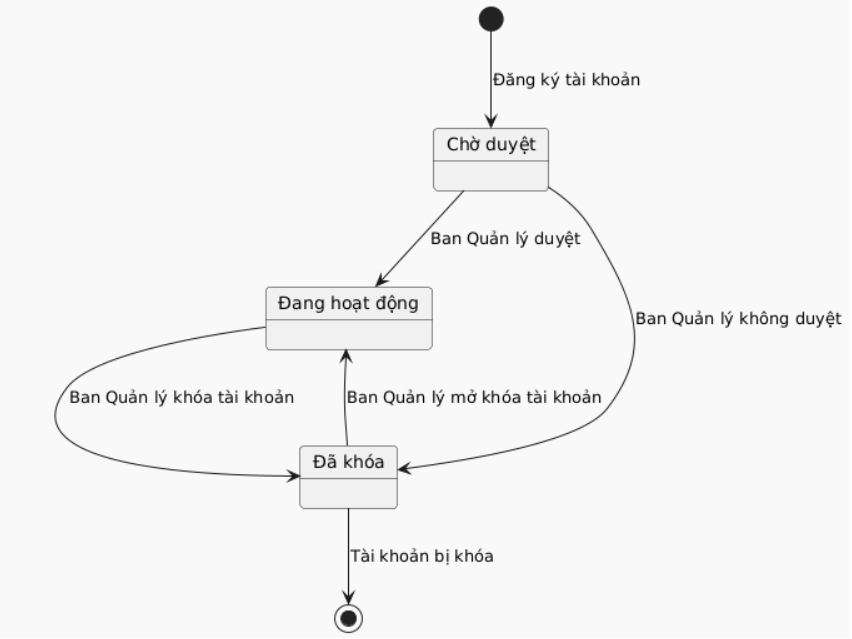 Đăng ký tài khoản
Chờ duyệt
Ban Quản lý duyệt
Đang hoạt động
Ban Quản lý không duyệt
Ban Quản lý khóa tài khoản
Ban Quản lý mở khóa tài khoản
Đã khóa
Tài khoản bị khóa